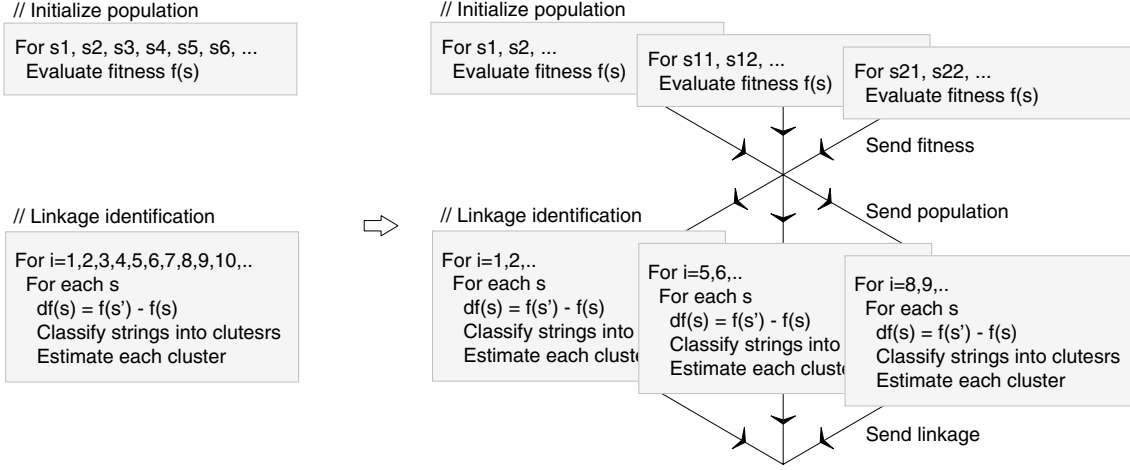 // Initialize population
For s1, s2, s3, s4, s5, s6, ...
Evaluate fitness f(s)
// Linkage identification
For i=1,2,3,4,5,6,7,8,9,10,..
For each s
df(s) = f(s') - f(s)
Classify strings into clutesrs
Estimate each cluster
// Initialize population
For s1, s2, ...
Evaluate fitness f(s)
For s11, s12, ...
Evaluate fitness f(s)
For s21, s22, ...
Evaluate fitness f(s)
Send fitness
Send population
// Linkage identification
For i=1,2,..
For each s
df(s) = f(s') - f(s)
Classify strings into
Estimate each cluste
For i=5,6,..
For each s
df(s) = f(s') - f(s)
Classify strings into
Estimate each cluste
For i=8,9,..
For each s
df(s) = f(s') - f(s)
Classify strings into clutesrs
Estimate each cluster
Send linkage